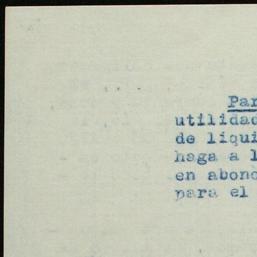 Par
utilidad
de liqui
haga a l
en abono
para el